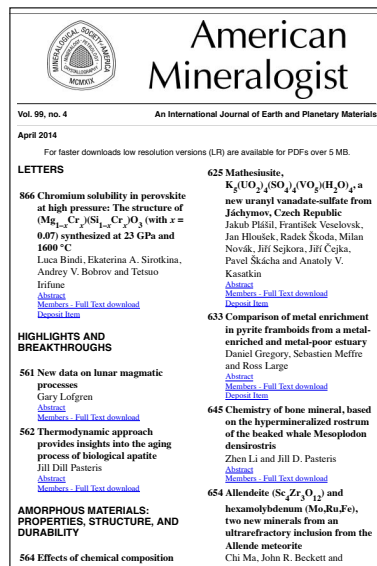 MINERALOGICAL SOCIETY OF AMERICA
MINERALOGY PETROLOGY
CRYSTALLOGRAPHY
MCMXIX
American
Mineralogist
Vol. 99, no. 4 An International Journal of Earth and Planetary Materials
April 2014
For faster downloads low resolution versions (LR) are available for PDFs over 5 MB.
LETTERS
866 Chromium solubility in perovskite
at high pressure: The structure of
(Mg1–xCrx)(Si1–xCrx)O3 (with x =
0.07) synthesized at 23 GPa and
1600 °C
Luca Bindi, Ekaterina A. Sirotkina,
Andrey V. Bobrov and Tetsuo
Irifune
Abstract
Members - Full Text download
Deposit Item
HIGHLIGHTS AND
BREAKTHROUGHS
561 New data on lunar magmatic
processes
Gary Lofgren
Abstract
Members - Full Text download
562 Thermodynamic approach
provides insights into the aging
process of biological apatite
Jill Dill Pasteris
Abstract
Members - Full Text download
AMORPHOUS MATERIALS:
PROPERTIES, STRUCTURE, AND
DURABILITY
564 Effects of chemical composition
625 Mathesiusite,
K5(UO2)4(SO4)4(VO5)(H2O)4, a
new uranyl vanadate-sulfate from
Jáchymov, Czech Republic
Jakub Plášil, František Veselovský,
Jan Hloušek, Radek Škoda, Milan
Novák, Jiří Sejkora, Jiří Čejka,
Pavel Škácha and Anatoly V.
Kasatkin
Abstract
Members - Full Text download
Deposit Item
633 Comparison of metal enrichment
in pyrite framboids from a metal-
enriched and metal-poor estuary
Daniel Gregory, Sebastien Meffre
and Ross Large
Abstract
Members - Full Text download
Deposit Item
645 Chemistry of bone mineral, based
on the hypermineralized rostrum
of the beaked whale Mesoplodon
densirostris
Zhen Li and Jill D. Pasteris
Abstract
Members - Full Text download
654 Allendeite (Sc4Zr3O12) and
hexamolybdenum (Mo,Ru,Fe),
two new minerals from an
ultrarefractory inclusion from the
Allende meteorite
Chi Ma, John R. Beckett and